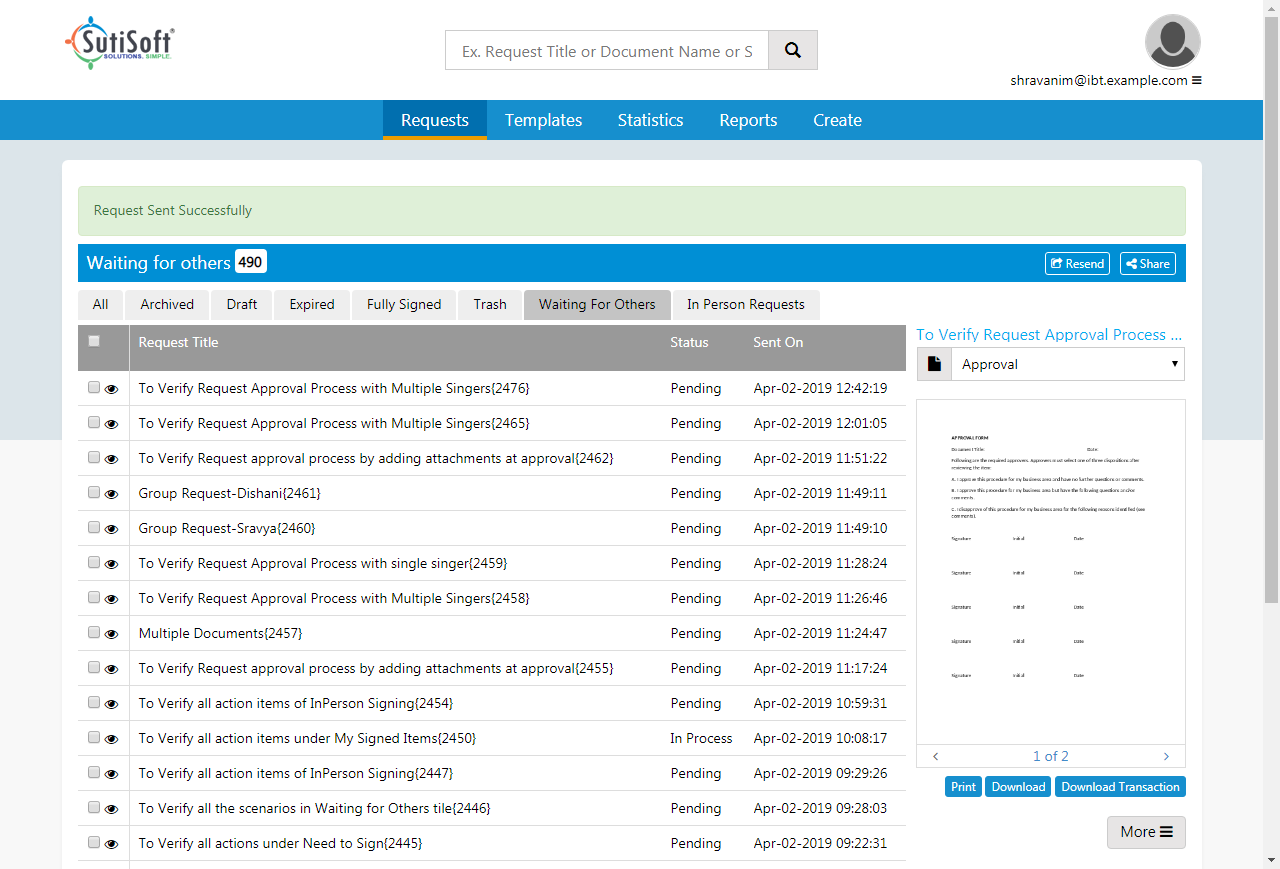 SutiSoft®
SOLUTIONS. SIMPLE.
Ex. Request Title or Document Name or S
shravanim@ibt.example.com
Requests Templates Statistics Reports Create
Request Sent Successfully
Waiting for others 490 Resend Share
All Archived Draft Expired Fully Signed Trash Waiting For Others In Person Requests
Request Title Status Sent On
To Verify Request Approval Process with Multiple Singers{2476} Pending Apr-02-2019 12:42:19
To Verify Request Approval Process with Multiple Singers{2465} Pending Apr-02-2019 12:01:05
To Verify Request approval process by adding attachments at approval{2462} Pending Apr-02-2019 11:51:22
Group Request-Dishani{2461} Pending Apr-02-2019 11:49:11
Group Request-Sravya{2460} Pending Apr-02-2019 11:49:10
To Verify Request Approval Process with single singer{2459} Pending Apr-02-2019 11:28:24
To Verify Request Approval Process with Multiple Singers{2458} Pending Apr-02-2019 11:26:46
Multiple Documents{2457} Pending Apr-02-2019 11:24:47
To Verify Request approval process by adding attachments at approval{2455} Pending Apr-02-2019 11:17:24
To Verify all action items of InPerson Signing{2454} Pending Apr-02-2019 10:59:31
To Verify all action items under My Signed Items{2450} In Process Apr-02-2019 10:08:17
To Verify all action items of InPerson Signing{2447} Pending Apr-02-2019 09:29:26
To Verify all the scenarios in Waiting for Others tile{2446} Pending Apr-02-2019 09:28:03
To Verify all actions under Need to Sign{2445} Pending Apr-02-2019 09:22:31
To Verify Request Approval Process ...
Approval
APPROVAL FORM
Document Title: Date:
Following are the required approvers. Approvers must select one of three dispositions after
reviewing the
A. I approve this procedure for my business area and have no further questions or comments.
B. I approve this procedure for my business area but have the following questions and/or
comments.
C. I disapprove of this procedure for my business area for the following reasons identified (see
comments).
Signature Initial Date
Signature Initial Date
Signature Initial Date
Signature Initial Date
Signature Initial Date
1 of 2
Print Download Download Transaction
More